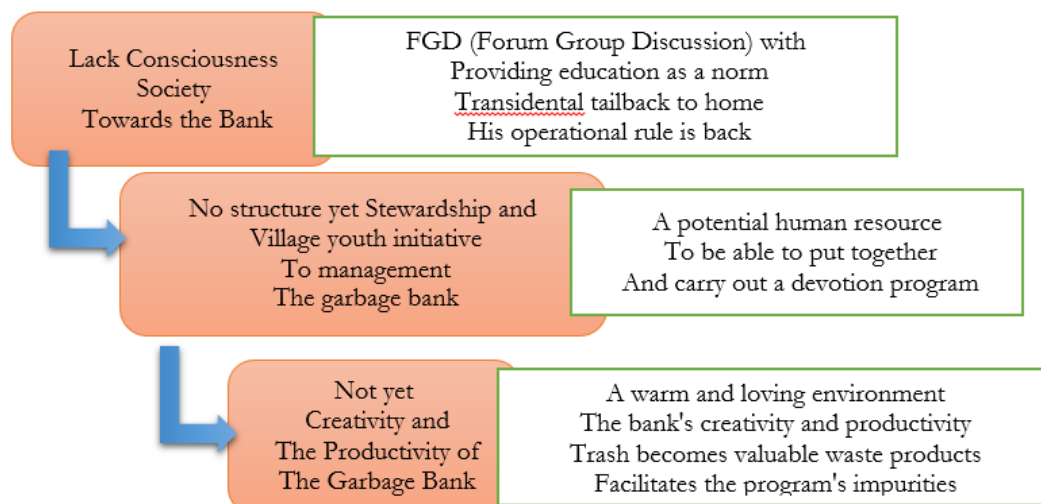 Lack Consciousness
Society
Towards the Bank
FGD (Forum Group Discussion) with
Providing education as a norm
Transidental tailback to home
His operational rule is back
No structure yet Stewardship and
Village youth initiative
To management
The garbage bank
A potential human resource
To be able to put together
And carry out a devotion program
Not yet
Creativity and
The Productivity of
The Garbage Bank
A warm and loving environment
The bank's creativity and productivity
Trash becomes valuable waste products
Facilitates the program's impurities